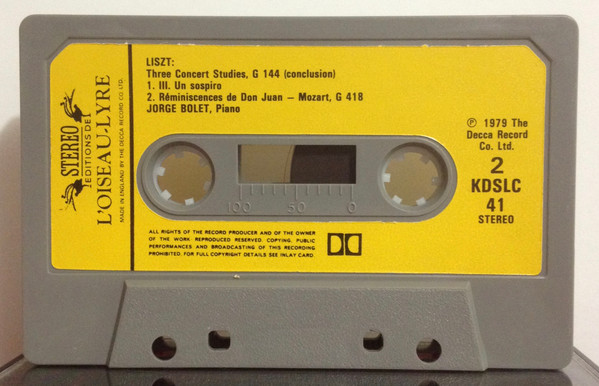 LISZT:
Three Concert Studies, G 144 (conclusion)
1. III. Un sospiro
2. Réminiscences de Don Juan — Mozart, G 418
JORGE BOLET, Piano
STEREO
EDITIONS DE
L'OISEAU-LYRE
MADE IN ENGLAND BY THE DECCA RECORD CO. LTD.
℗ 1979 The
Decca Record
Co. Ltd.
2
KDSLC
41
STEREO
100 50 0
ALL RIGHTS OF THE RECORD PRODUCER AND OF THE OWNER
OF THE WORK REPRODUCED RESERVED. COPYING, PUBLIC
PERFORMANCES AND BROADCASTING OF THIS RECORDING
PROHIBITED. FOR FULL COPYRIGHT DETAILS SEE INLAY CARD.